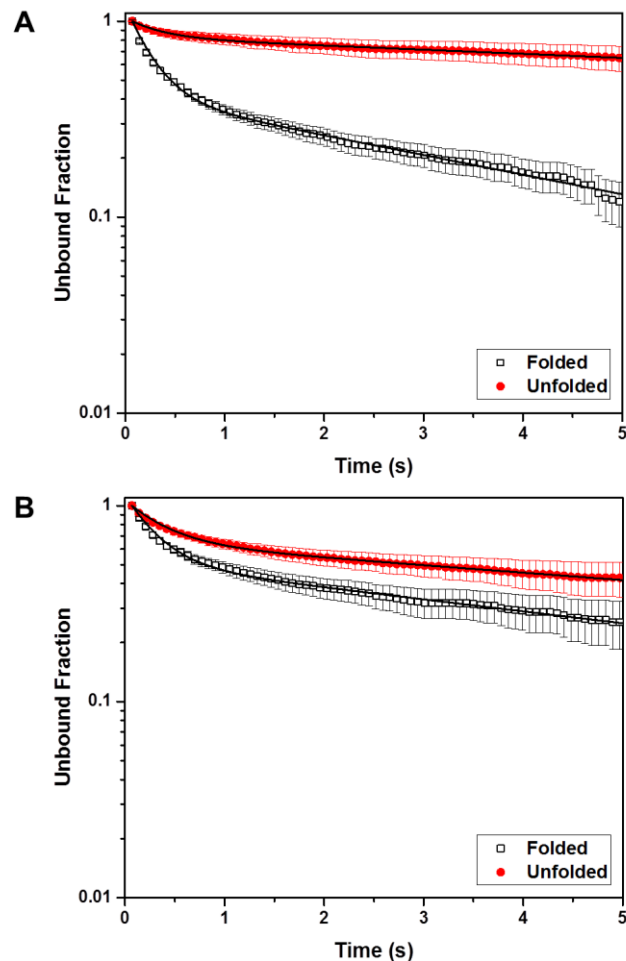 A
Unbound Fraction
1
0.1
0.01
Folded
Unfolded
0 1 2 3 4 5
Time (s)
B
Unbound Fraction
1
0.1
0.01
Folded
Unfolded
0 1 2 3 4 5
Time (s)